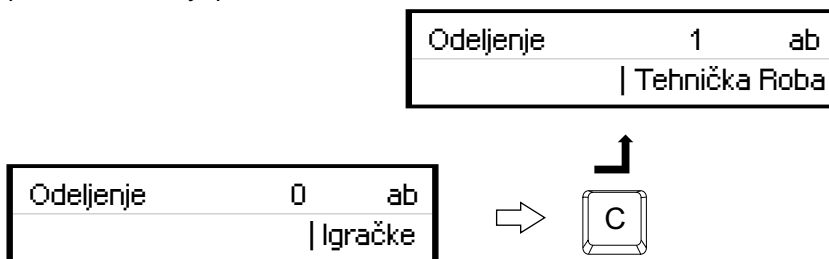 Odeljenje 1 ab
| Tehnička Roba
Odeljenje 0 ab
| Igračke
C